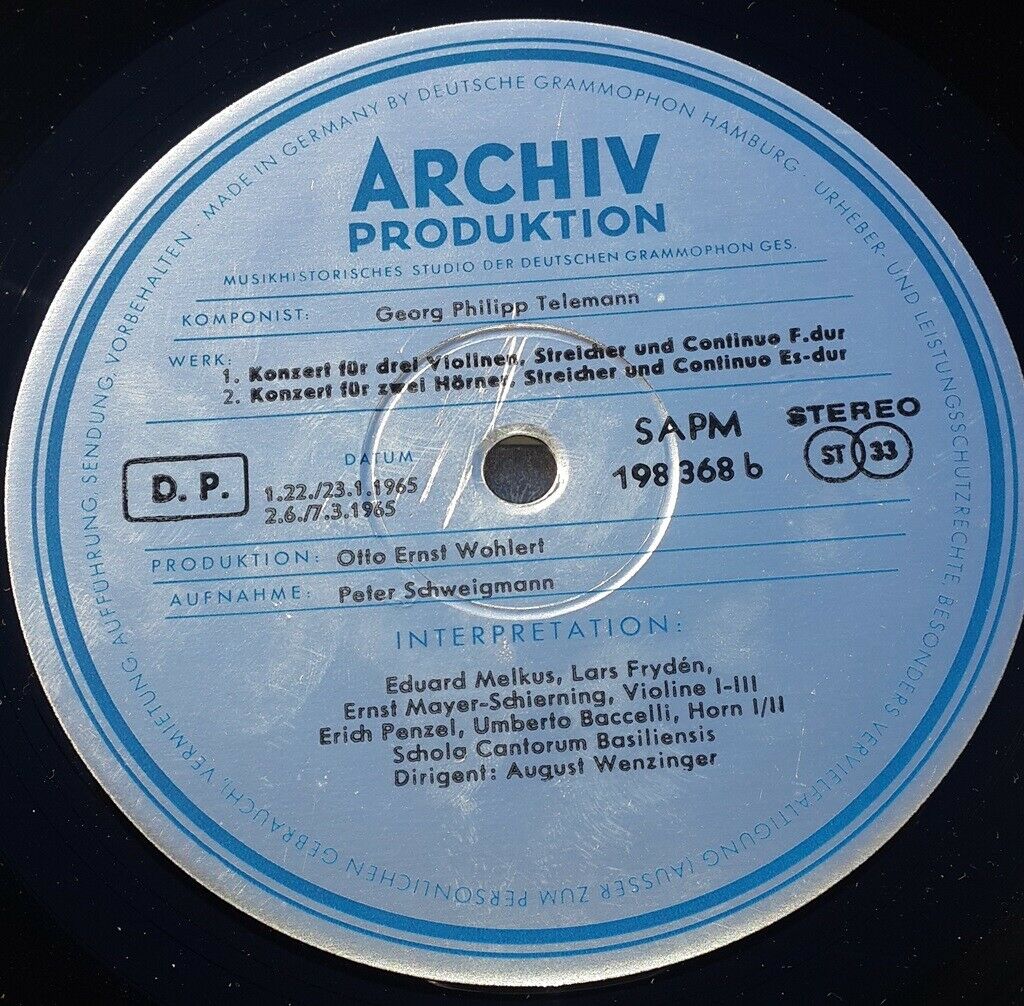 MADE IN GERMANY BY DEUTSCHE GRAMMOPHON HAMBURG · URHEBER- UND LEISTUNGSSCHUTZRECHTE, BESONDERS VERVIELFÄLTIGUNG (AUSSER ZUM PERSÖNLICHEN GEBRAUCH), VERMIETUNG, AUFFÜHRUNG, SENDUNG, VORBEHALTEN ·
ARCHIV
PRODUKTION
MUSIKHISTORISCHES STUDIO DER DEUTSCHEN GRAMMOPHON GES.
KOMPONIST: Georg Philipp Telemann
WERK: 1. Konzert für drei Violinen, Streicher und Continuo F.dur
2. Konzert für zwei Hörner, Streicher und Continuo Es-dur
SAPM
198 368 b
STEREO
ST 33
D. P.
DATUM
1.22./23.1.1965
2.6./7.3.1965
PRODUKTION: Otto Ernst Wohlert
AUFNAHME: Peter Schweigmann
INTERPRETATION:
Eduard Melkus, Lars Frydén,
Ernst Mayer-Schierning, Violine I-III
Erich Penzel, Umberto Baccelli, Horn I/II
Schola Cantorum Basiliensis
Dirigent: August Wenzinger